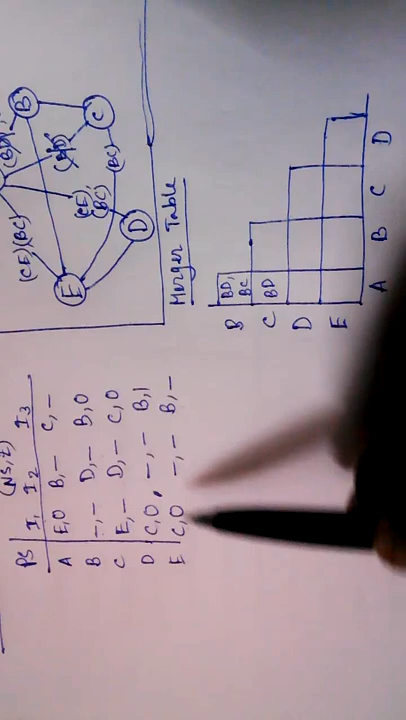 (NS, Z)
PS I₁ I₂ I₃
A E,0 B,– C,–
B –,– D,– B,0
C E,– D,– C,0
D C,0 –,– B,1
E C,0 –,– B,–
B
(BD)
C
(CE)(BC)
(CE)
(BC)
(BC)
D
E
Merger Table
B BD, BC
C BD
D
E
A B C D